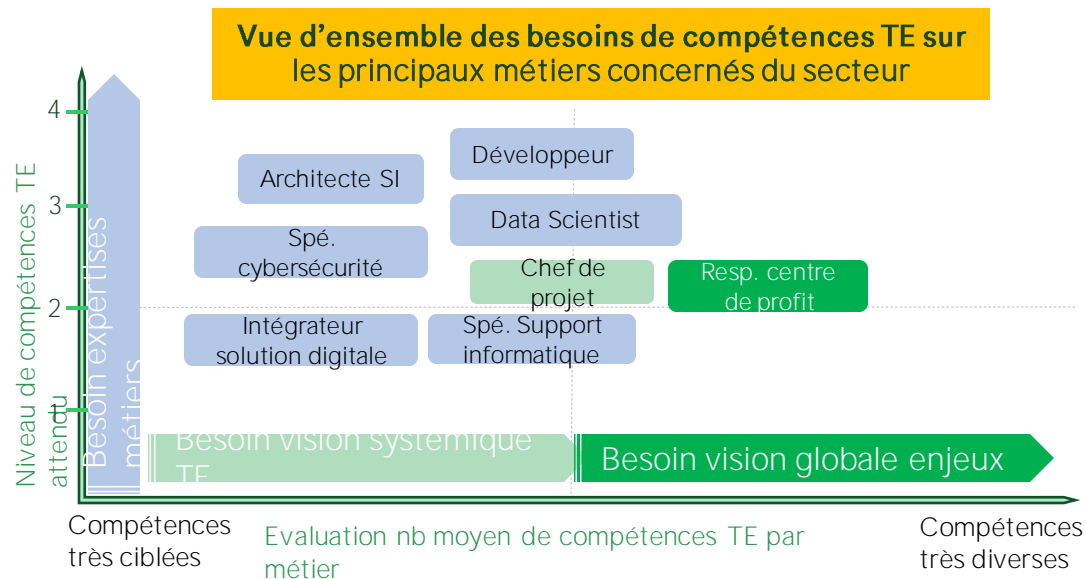 Vue d’ensemble des besoins de compétences TE sur
les principaux métiers concernés du secteur
Niveau de compétences TE
attendu
4
3
2
1
Besoin expertises
métiers
Développeur
Architecte SI
Data Scientist
Spé.
cybersécurité
Chef de
projet
Resp. centre
de profit
Intégrateur
solution digitale
Spé. Support
informatique
Besoin vision systémique
TE
Besoin vision globale enjeux
Compétences
très ciblées
Evaluation nb moyen de compétences TE par
métier
Compétences
très diverses